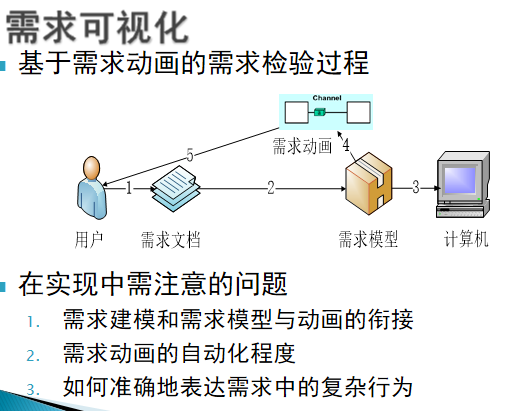 需求可视化
基于需求动画的需求检验过程
Channel
需求动画
4
5
1
2
3
用户
需求文档
需求模型
计算机
在实现中需注意的问题
1. 需求建模和需求模型与动画的衔接
2. 需求动画的自动化程度
3. 如何准确地表达需求中的复杂行为